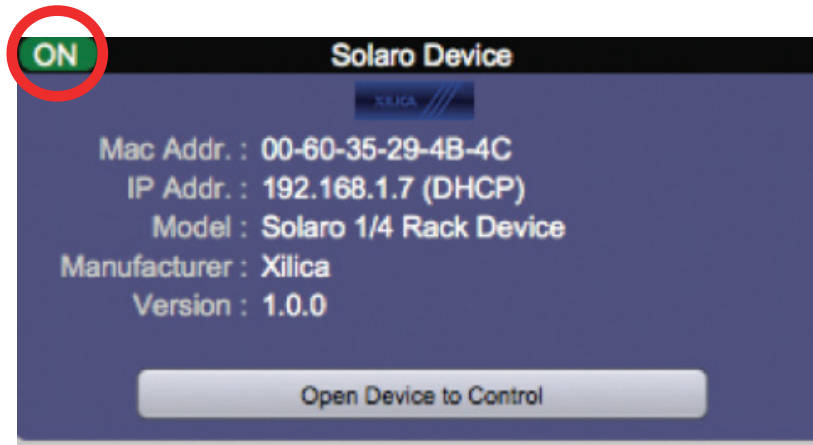 ON
Solaro Device
XILICA
Mac Addr. : 00-60-35-29-4B-4C
IP Addr. : 192.168.1.7 (DHCP)
Model : Solaro 1/4 Rack Device
Manufacturer : Xilica
Version : 1.0.0
Open Device to Control